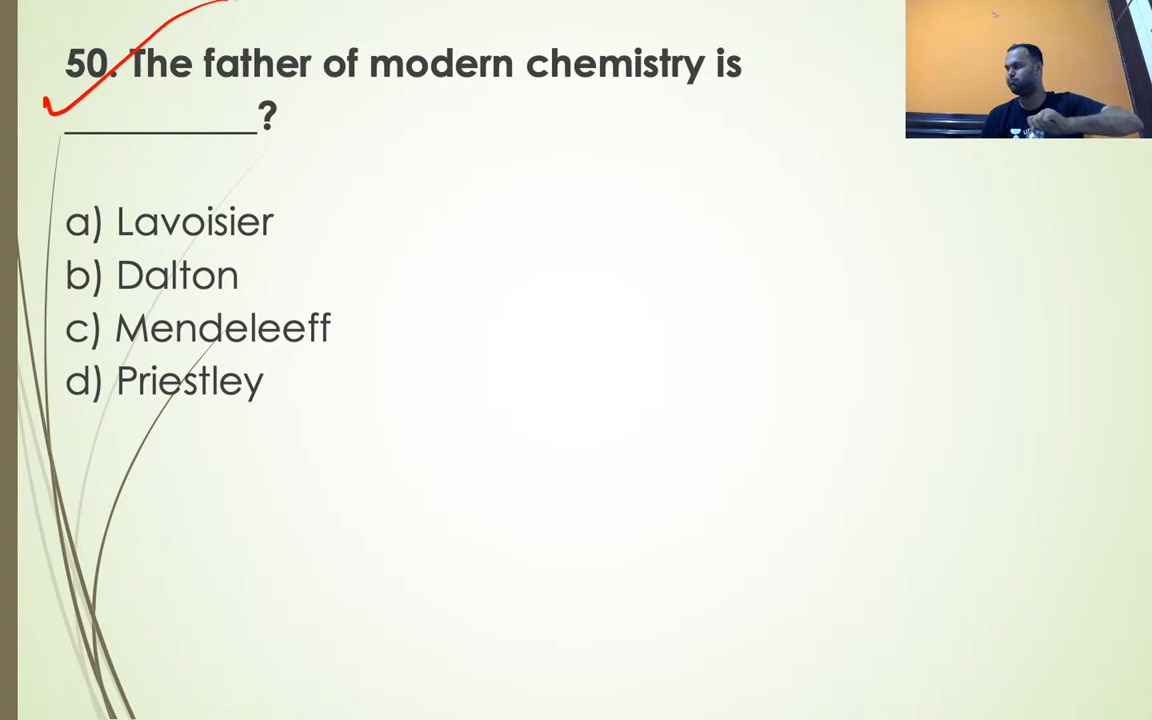 50. The father of modern chemistry is
__________?
a) Lavoisier
b) Dalton
c) Mendeleeff
d) Priestley